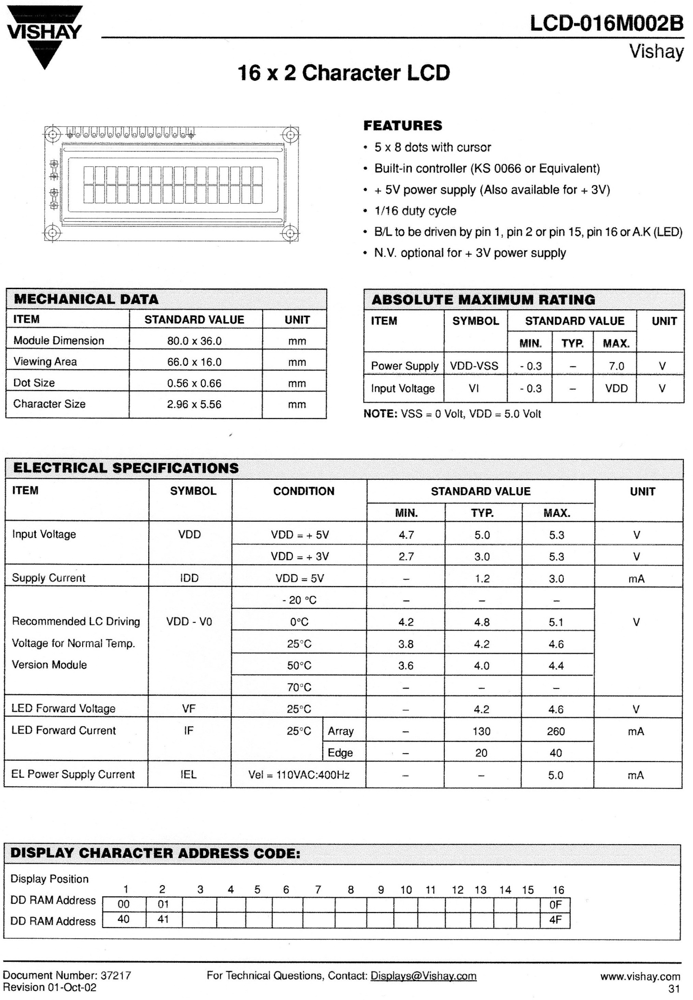 VISHAY
LCD-016M002B
Vishay
16 x 2 Character LCD
FEATURES
• 5 x 8 dots with cursor
• Built-in controller (KS 0066 or Equivalent)
• + 5V power supply (Also available for + 3V)
• 1/16 duty cycle
• B/L to be driven by pin 1, pin 2 or pin 15, pin 16 or A.K (LED)
• N.V. optional for + 3V power supply
MECHANICAL DATA
ITEM STANDARD VALUE UNIT
Module Dimension 80.0 x 36.0 mm
Viewing Area 66.0 x 16.0 mm
Dot Size 0.56 x 0.66 mm
Character Size 2.96 x 5.56 mm
ABSOLUTE MAXIMUM RATING
ITEM SYMBOL STANDARD VALUE UNIT
MIN. TYP. MAX.
Power Supply VDD-VSS - 0.3 – 7.0 V
Input Voltage VI - 0.3 – VDD V
NOTE: VSS = 0 Volt, VDD = 5.0 Volt
ELECTRICAL SPECIFICATIONS
ITEM SYMBOL CONDITION STANDARD VALUE UNIT
MIN. TYP. MAX.
Input Voltage VDD VDD = + 5V 4.7 5.0 5.3 V
VDD = + 3V 2.7 3.0 5.3 V
Supply Current IDD VDD = 5V – 1.2 3.0 mA
- 20 °C – – –
Recommended LC Driving VDD - V0 0°C 4.2 4.8 5.1 V
Voltage for Normal Temp. 25°C 3.8 4.2 4.6
Version Module 50°C 3.6 4.0 4.4
70°C – – –
LED Forward Voltage VF 25°C – 4.2 4.6 V
LED Forward Current IF 25°C Array – 130 260 mA
Edge – 20 40
EL Power Supply Current IEL Vel = 110VAC:400Hz – – 5.0 mA
DISPLAY CHARACTER ADDRESS CODE:
Display Position
1 2 3 4 5 6 7 8 9 10 11 12 13 14 15 16
DD RAM Address 00 01 0F
DD RAM Address 40 41 4F
Document Number: 37217 For Technical Questions, Contact: Displays@Vishay.com www.vishay.com
Revision 01-Oct-02 31